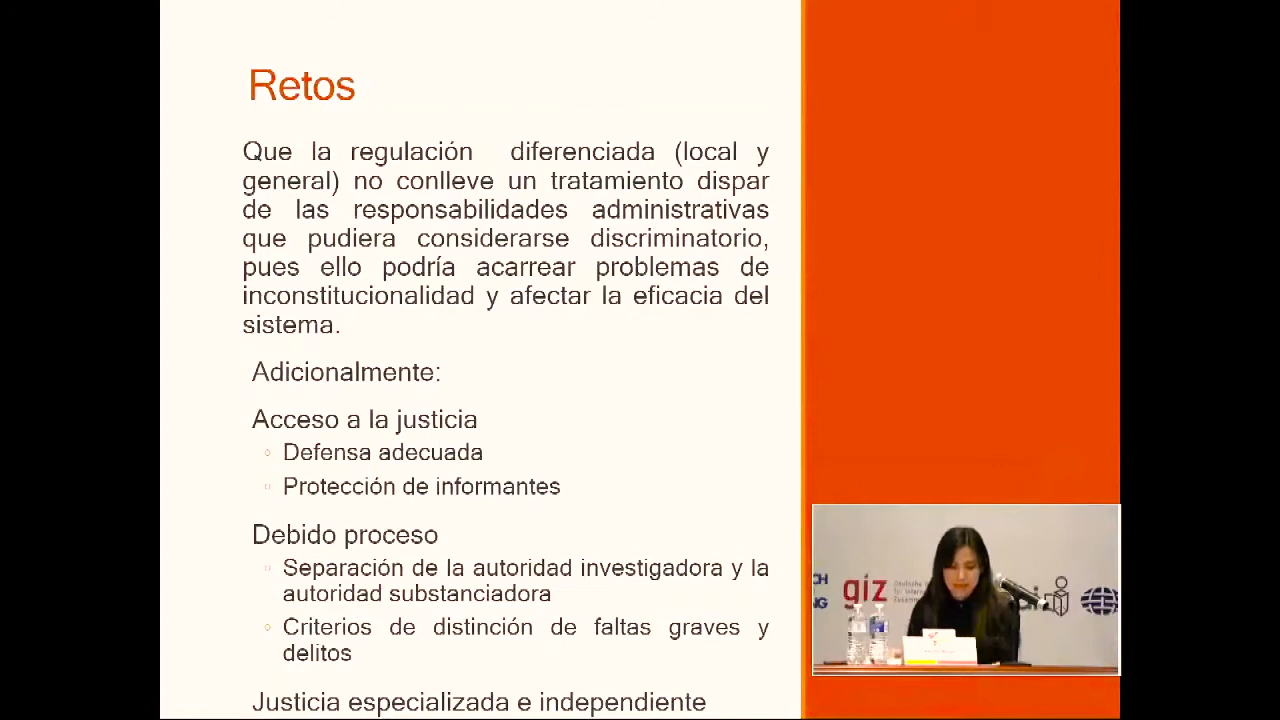 Retos
Que la regulación diferenciada (local y
general) no conlleve un tratamiento dispar
de las responsabilidades administrativas
que pudiera considerarse discriminatorio,
pues ello podría acarrear problemas de
inconstitucionalidad y afectar la eficacia del
sistema.
Adicionalmente:
Acceso a la justicia
Defensa adecuada
Protección de informantes
Debido proceso
Separación de la autoridad investigadora y la
autoridad substanciadora
Criterios de distinción de faltas graves y
delitos
Justicia especializada e independiente
giz
Deutsche